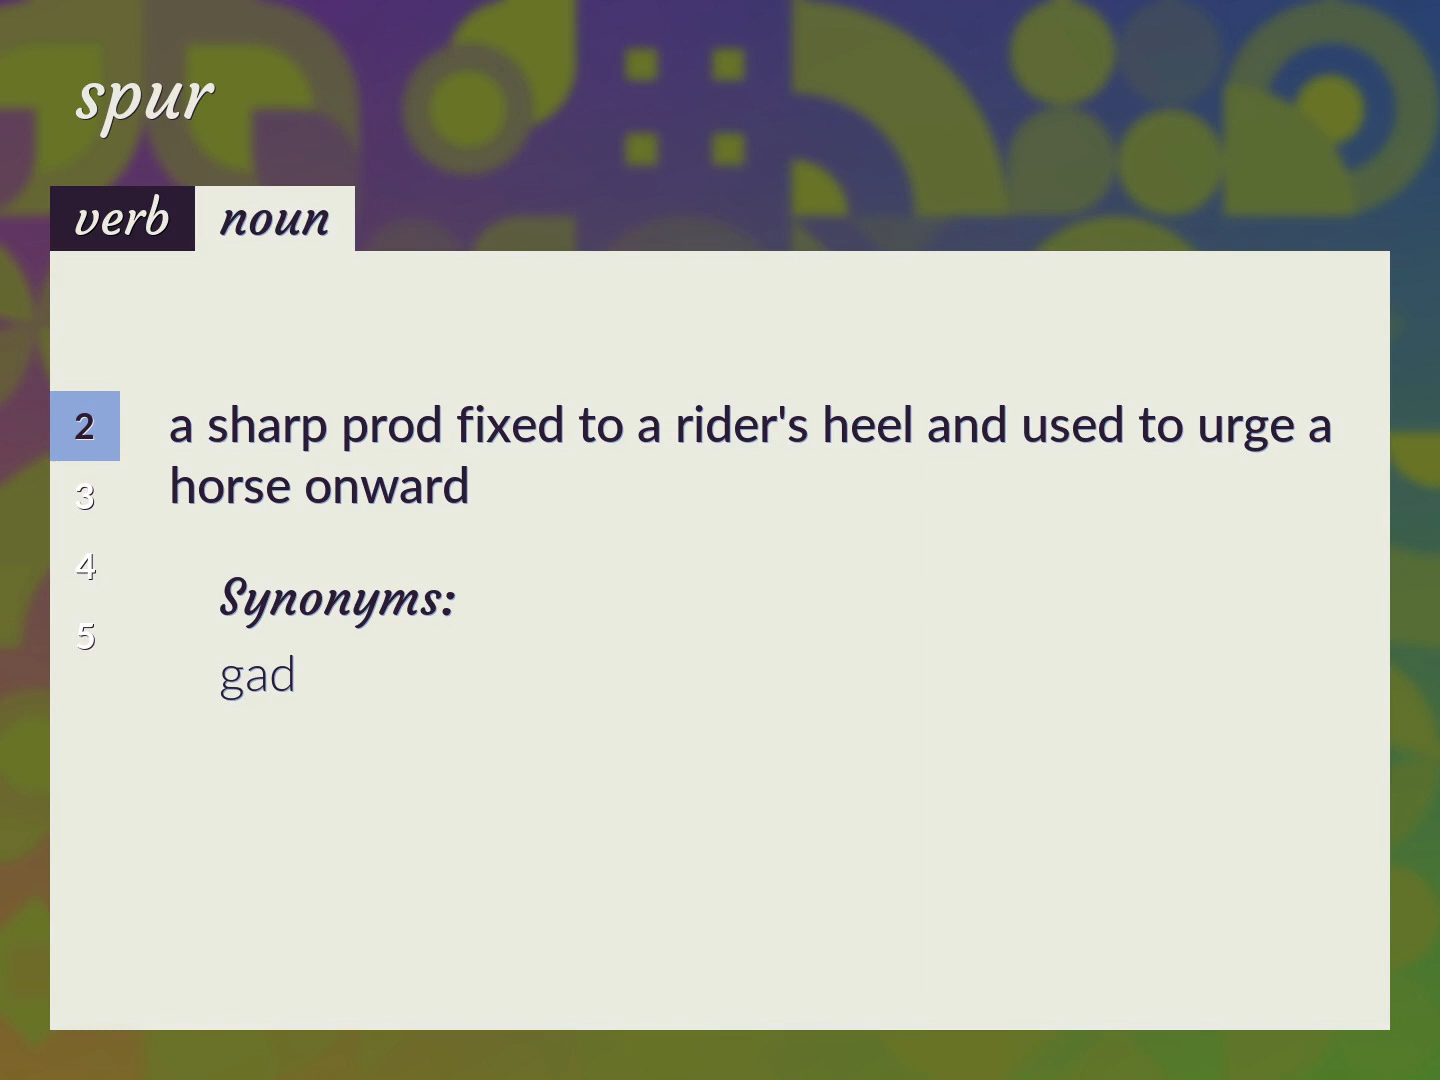 spur
verb
noun
2
a sharp prod fixed to a rider's heel and used to urge a
horse onward
3
4
5
Synonyms:
gad